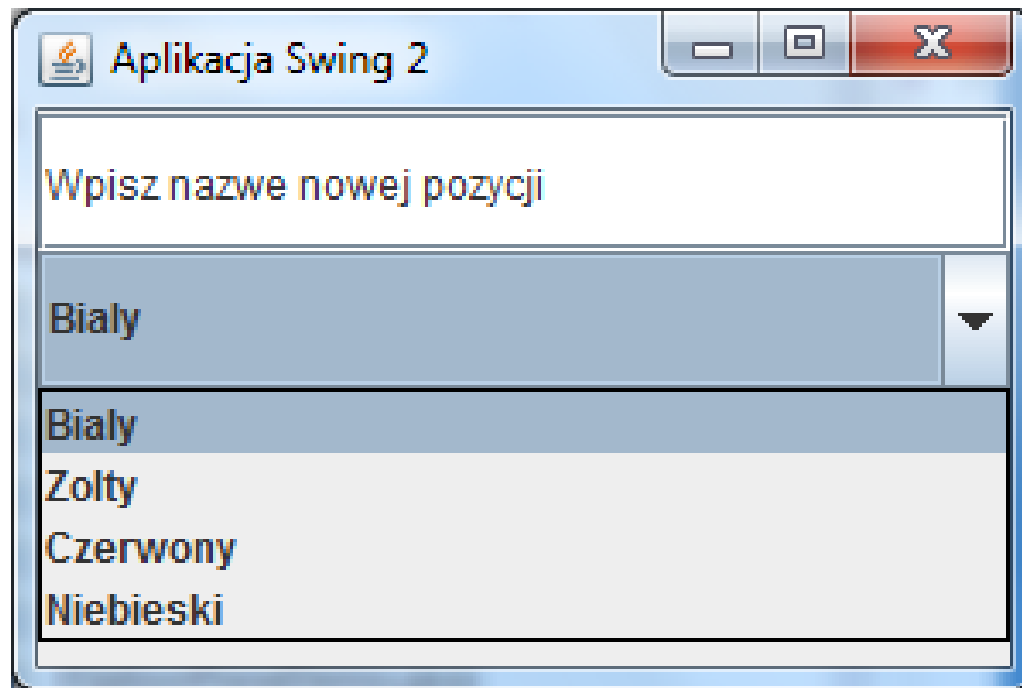 Aplikacja Swing 2
Wpisz nazwe nowej pozycji
Bialy
Bialy
Zolty
Czerwony
Niebieski